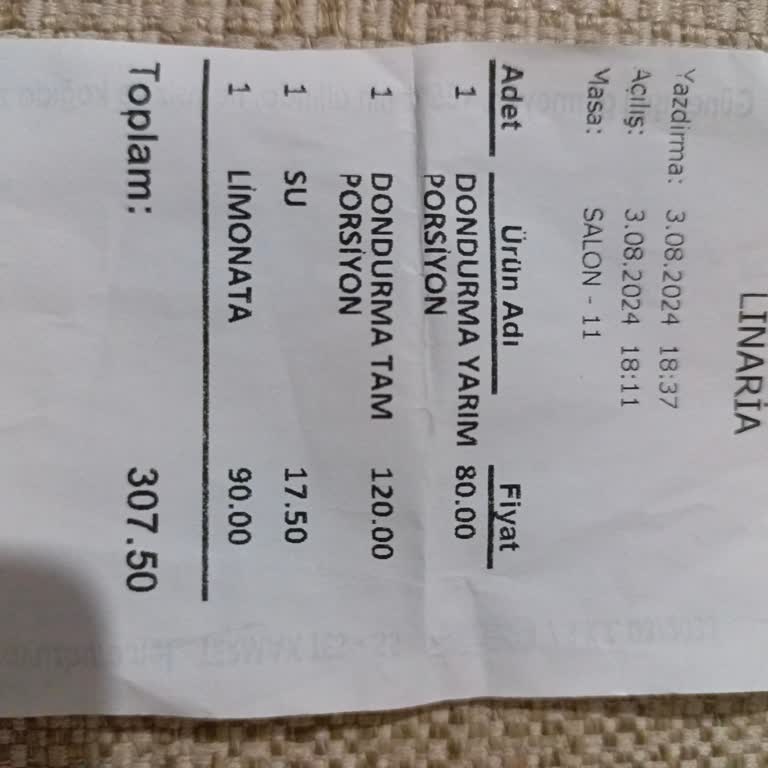 LİNARİA
Yazdırma: 3.08.2024 18:37
Açılış: 3.08.2024 18:11
Masa: SALON - 11
Adet Ürün Adı Fiyat
1 DONDURMA YARIM 80.00
PORSİYON
1 DONDURMA TAM 120.00
PORSİYON
1 SU 17.50
1 LİMONATA 90.00
Toplam: 307.50